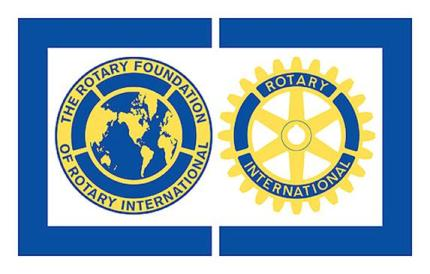 THE ROTARY FOUNDATION
OF ROTARY INTERNATIONAL
ROTARY
INTERNATIONAL